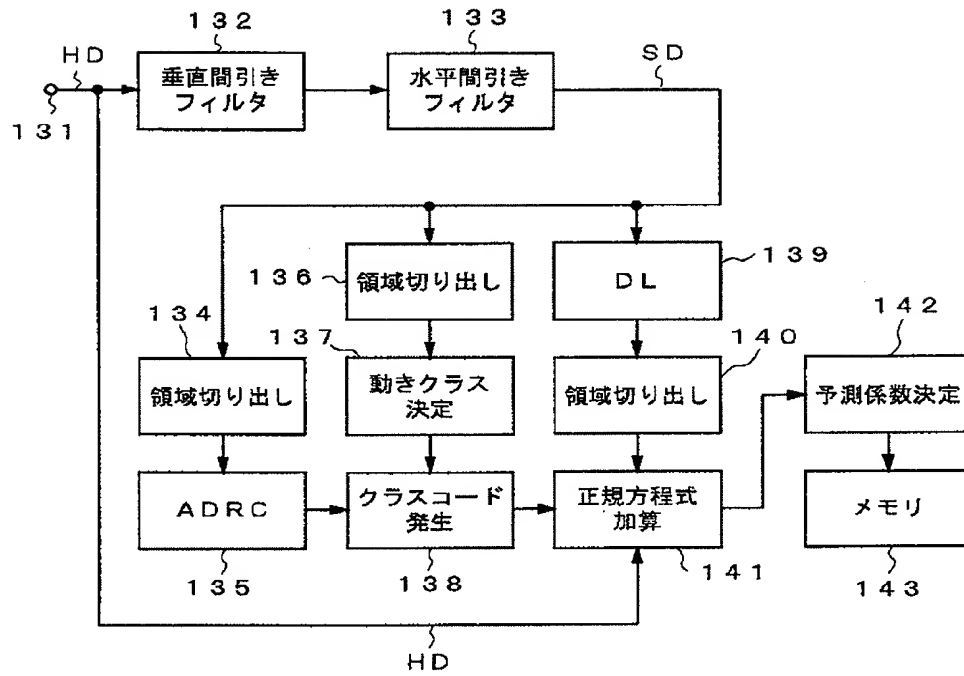 132
133
HD
SD
垂直間引き
フィルタ
水平間引き
フィルタ
131
136
領域切り出し
DL
139
134
137
140
142
領域切り出し
動きクラス
決定
領域切り出し
予測係数決定
ADRC
クラスコード
発生
正規方程式
加算
メモリ
135
138
141
143
HD